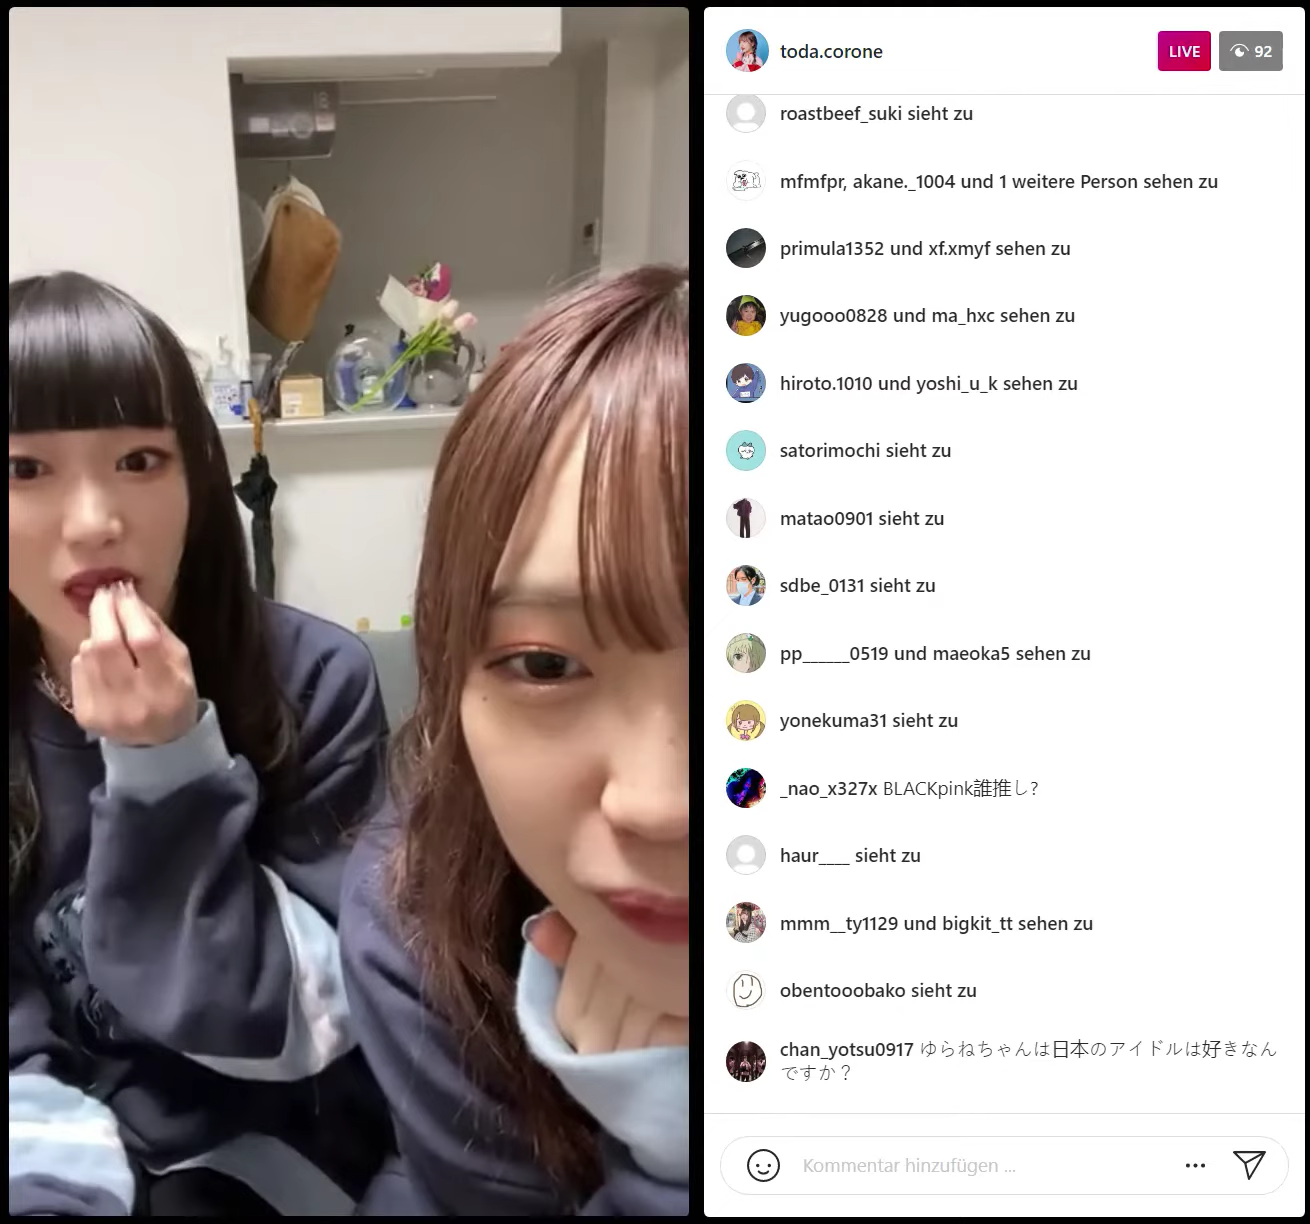 toda.corone
LIVE
92
roastbeef_suki sieht zu
mfmfpr, akane._1004 und 1 weitere Person sehen zu
primula1352 und xf.xmyf sehen zu
yugooo0828 und ma_hxc sehen zu
hiroto.1010 und yoshi_u_k sehen zu
satorimochi sieht zu
matao0901 sieht zu
sdbe_0131 sieht zu
pp______0519 und maeoka5 sehen zu
yonekuma31 sieht zu
_nao_x327x BLACKpink誰推し?
haur____ sieht zu
mmm__ty1129 und bigkit_tt sehen zu
obentooobako sieht zu
chan_yotsu0917 ゆらねちゃんは日本のアイドルは好きなん
ですか？
Kommentar hinzufügen ...